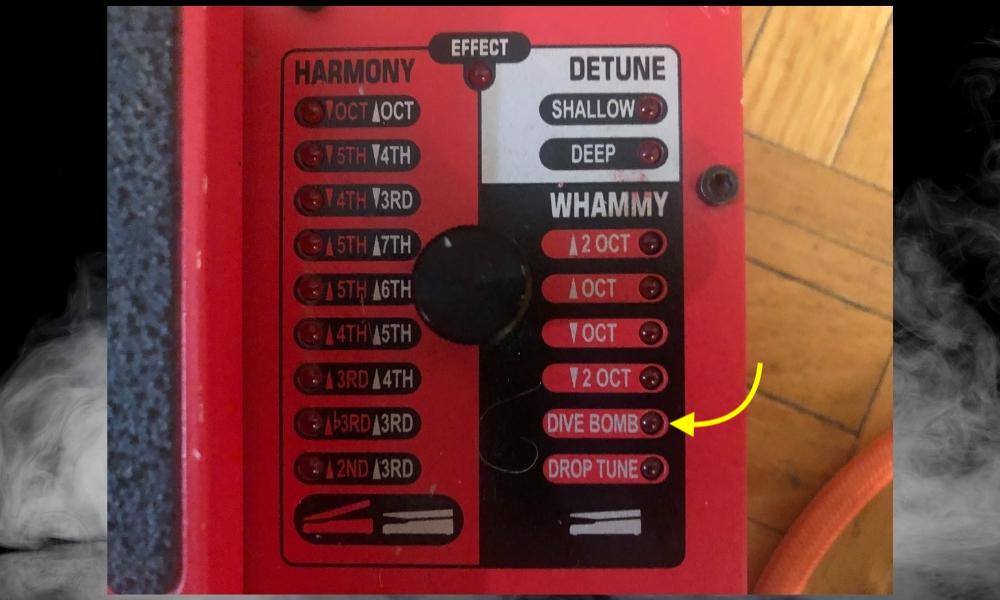 EFFECT
HARMONY
▼OCT ▲OCT
▼5TH ▼4TH
▼4TH ▼3RD
▲5TH ▲7TH
▲5TH ▲6TH
▲4TH ▲5TH
▲3RD ▲4TH
▲♭3RD ▲3RD
▲2ND ▲3RD
DETUNE
SHALLOW
DEEP
WHAMMY
▲2 OCT
▲OCT
▼OCT
▼2 OCT
DIVE BOMB
DROP TUNE